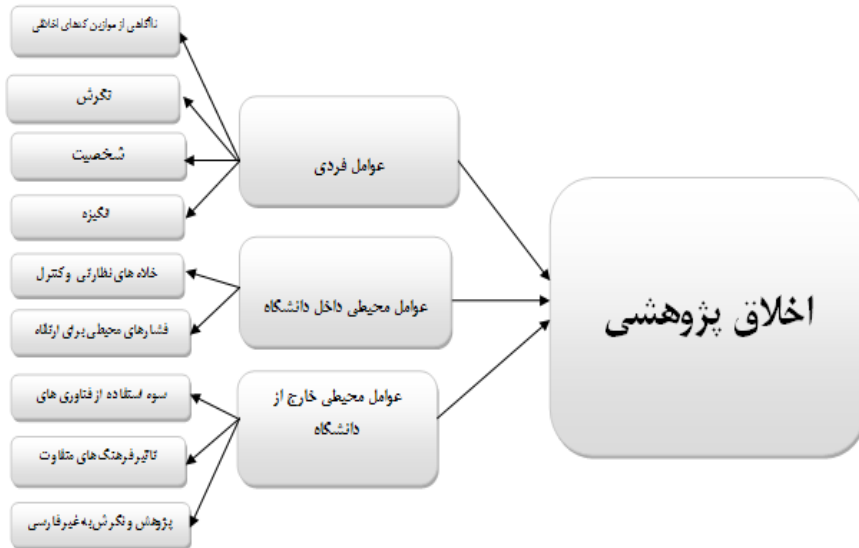 اخلاق پژوهشی
عوامل فردی
ناآگاهی از موازین کدهای اخلاقی
نگرش
شخصیت
انگیزه
عوامل محیطی داخل دانشگاه
خلاء های نظارتی و کنترل
فشارهای محیطی برای ارتقاء
عوامل محیطی خارج از
دانشگاه
سوء استفاده از فناوری های
تاثیر فرهنگ های متفاوت
پژوهش و نگرش به غیر فارسی